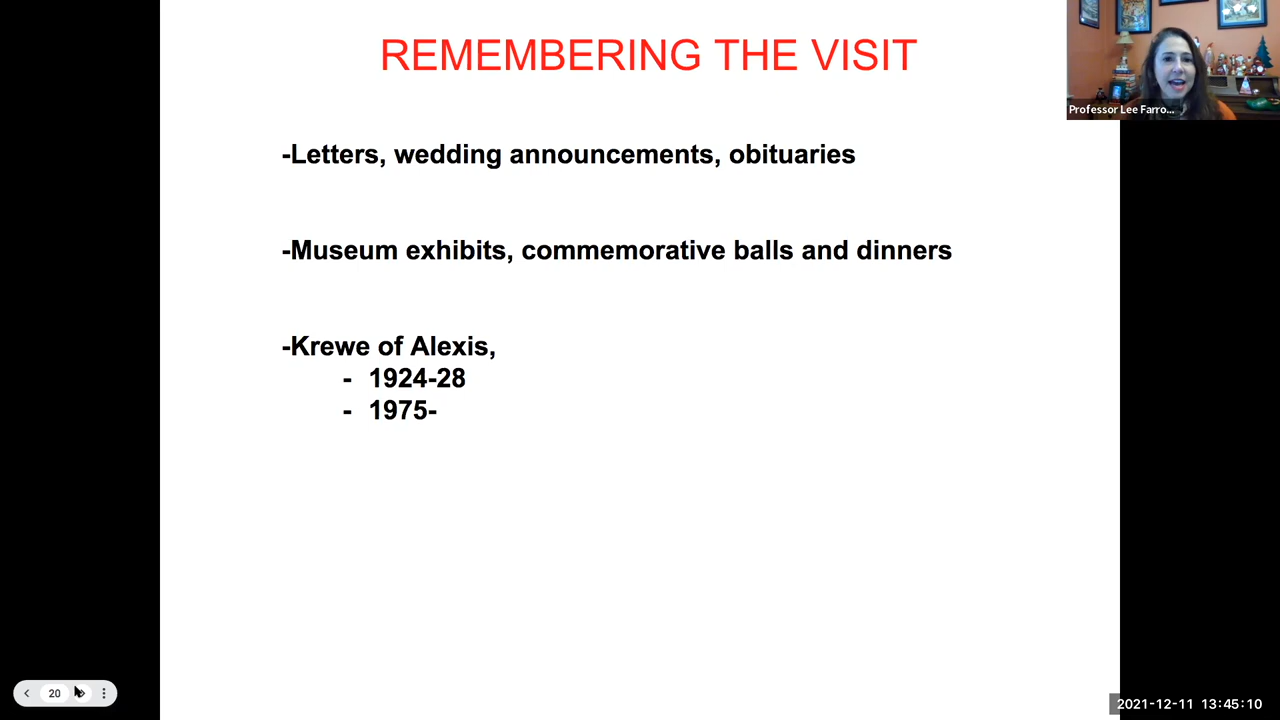 REMEMBERING THE VISIT
Professor Lee Farro...
-Letters, wedding announcements, obituaries
-Museum exhibits, commemorative balls and dinners
-Krewe of Alexis,
- 1924-28
- 1975-
20
2021-12-11 13:45:10